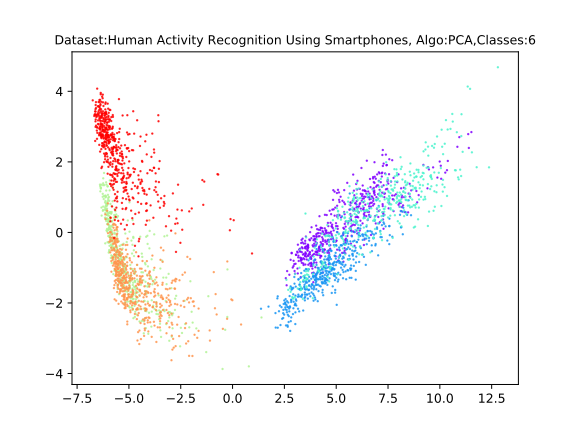 Dataset:Human Activity Recognition Using Smartphones, Algo:PCA,Classes:6
4
2
0
−2
−4
−7.5 −5.0 −2.5 0.0 2.5 5.0 7.5 10.0 12.5